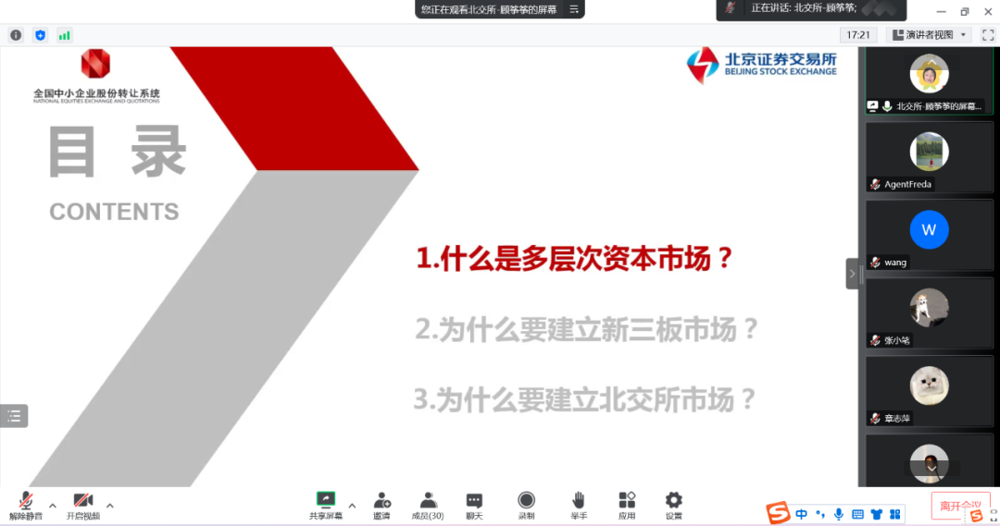 您正在观看北交所-顾筝筝的屏幕
正在讲话: 北交所-顾筝筝;
17:21
演讲者视图
全国中小企业股份转让系统
NATIONAL EQUITIES EXCHANGE AND QUOTATIONS
北京证券交易所
BEIJING STOCK EXCHANGE
目 录
CONTENTS
1.什么是多层次资本市场？
2.为什么要建立新三板市场？
3.为什么要建立北交所市场？
北交所-顾筝筝的屏幕...
AgentFreda
W
wang
张小笔
章志萍
解除静音
开启视频
共享屏幕
邀请
成员(30)
聊天
录制
举手
应用
设置
中
离开会议